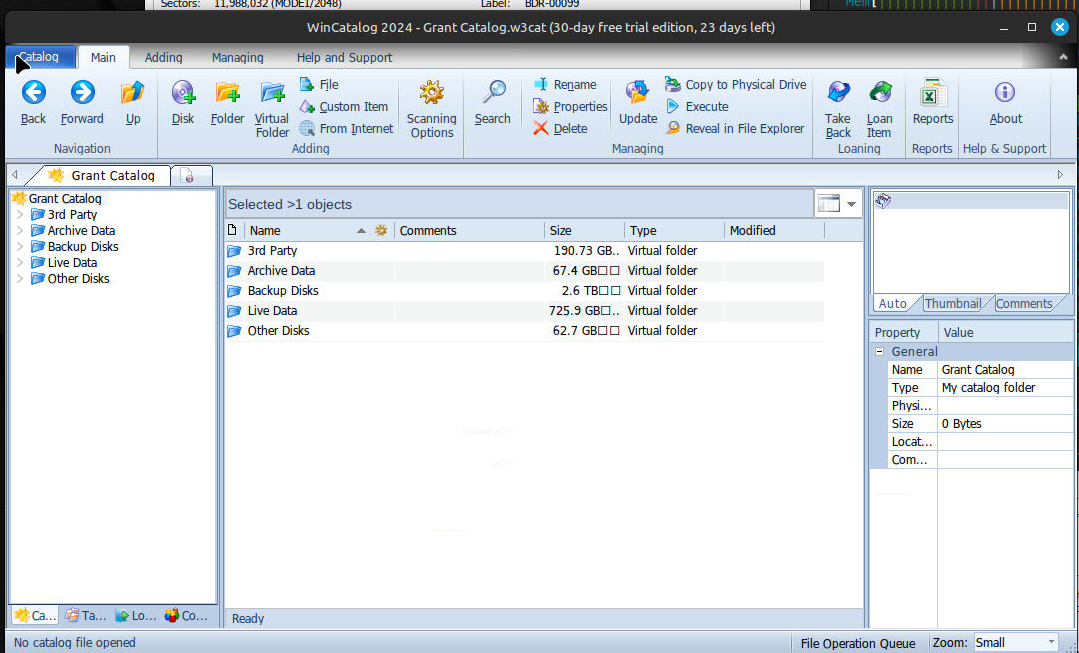 Sectors: 11,988,032 (MODE1/2048) Label: BDR-00099 Mem[
WinCatalog 2024 - Grant Catalog.w3cat (30-day free trial edition, 23 days left)
Catalog Main Adding Managing Help and Support
Back Forward Up
Navigation
Disk Folder Virtual Folder
File
Custom Item
From Internet
Adding
Scanning Options
Search
Rename
Properties
Delete
Update
Copy to Physical Drive
Execute
Reveal in File Explorer
Managing
Take Back Loan Item
Loaning
Reports
Reports
About
Help & Support
Grant Catalog
Grant Catalog
3rd Party
Archive Data
Backup Disks
Live Data
Other Disks
Ca... Ta... Lo... Co...
Selected >1 objects
Name Comments Size Type Modified
3rd Party 190.73 GB.. Virtual folder
Archive Data 67.4 GB□□ Virtual folder
Backup Disks 2.6 TB□□ Virtual folder
Live Data 725.9 GB□.. Virtual folder
Other Disks 62.7 GB□□ Virtual folder
Ready
Auto Thumbnail Comments
Property Value
General
Name Grant Catalog
Type My catalog folder
Physi...
Size 0 Bytes
Locat...
Com...
No catalog file opened File Operation Queue Zoom: Small